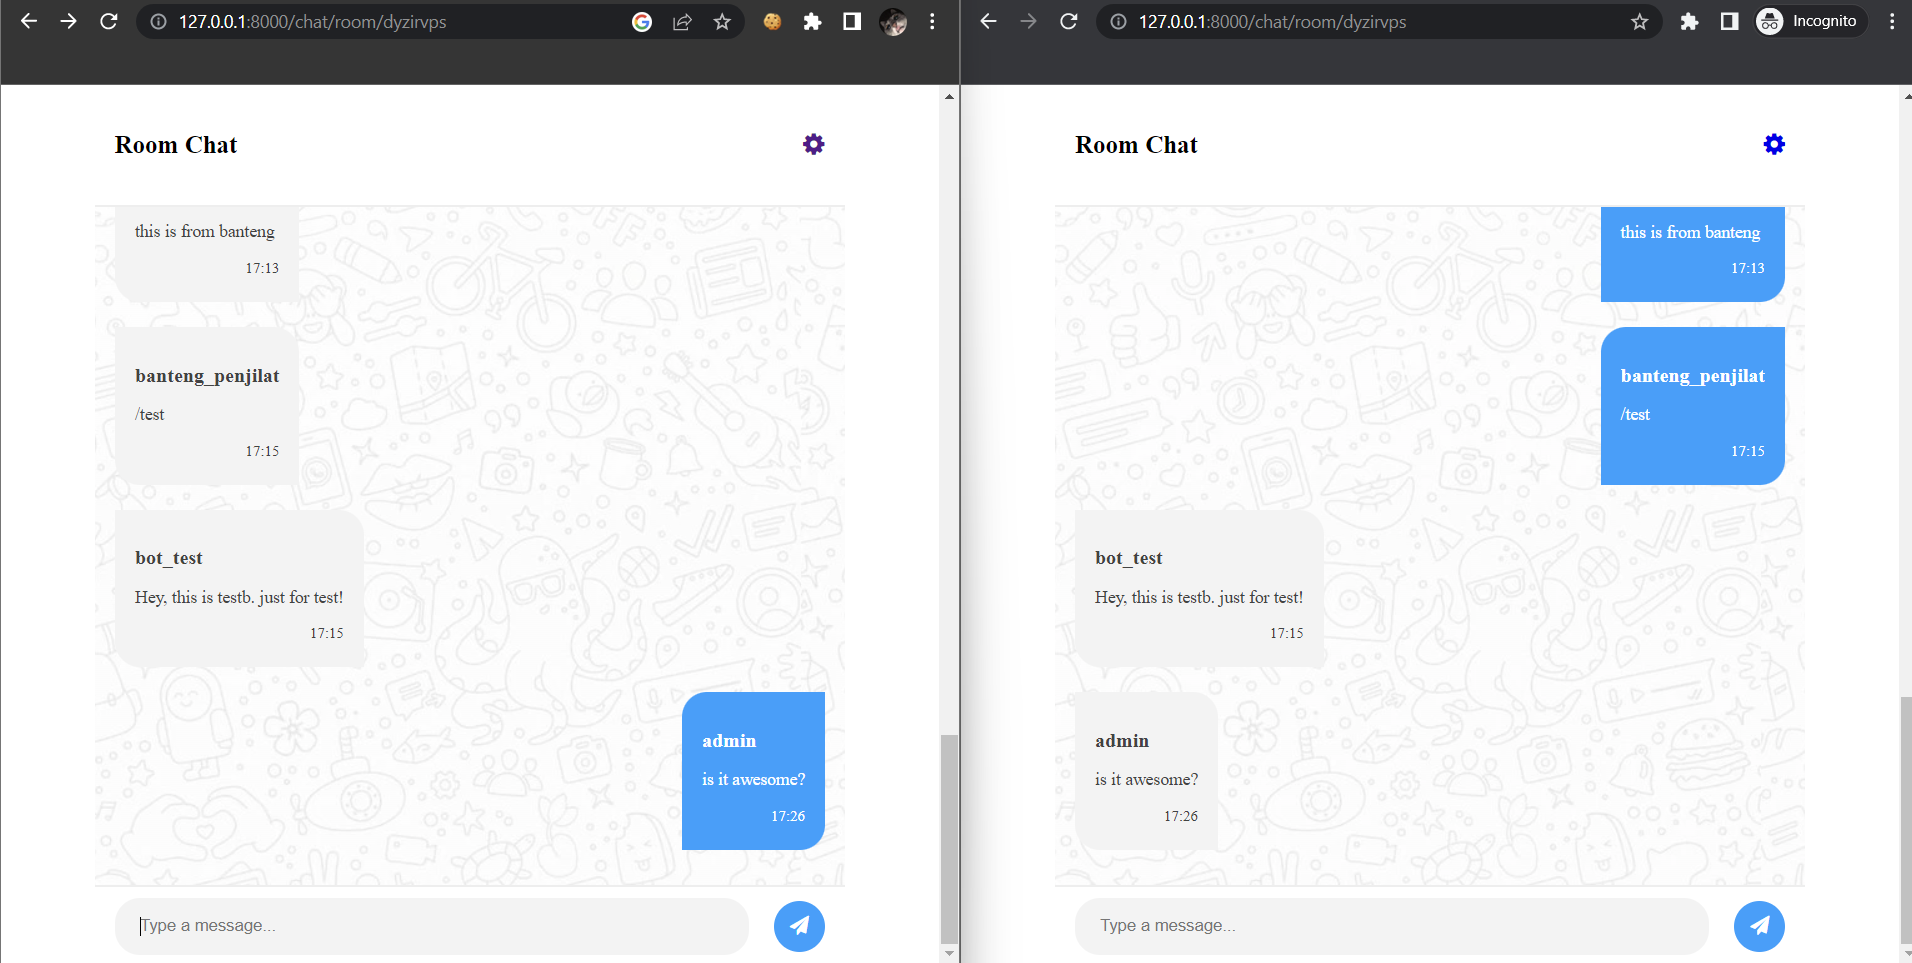 127.0.0.1:8000/chat/room/dyzirvps
Room Chat
this is from banteng
17:13
banteng_penjilat
/test
17:15
bot_test
Hey, this is testb. just for test!
17:15
admin
is it awesome?
17:26
Type a message...
127.0.0.1:8000/chat/room/dyzirvps
Incognito
Room Chat
this is from banteng
17:13
banteng_penjilat
/test
17:15
bot_test
Hey, this is testb. just for test!
17:15
admin
is it awesome?
17:26
Type a message...